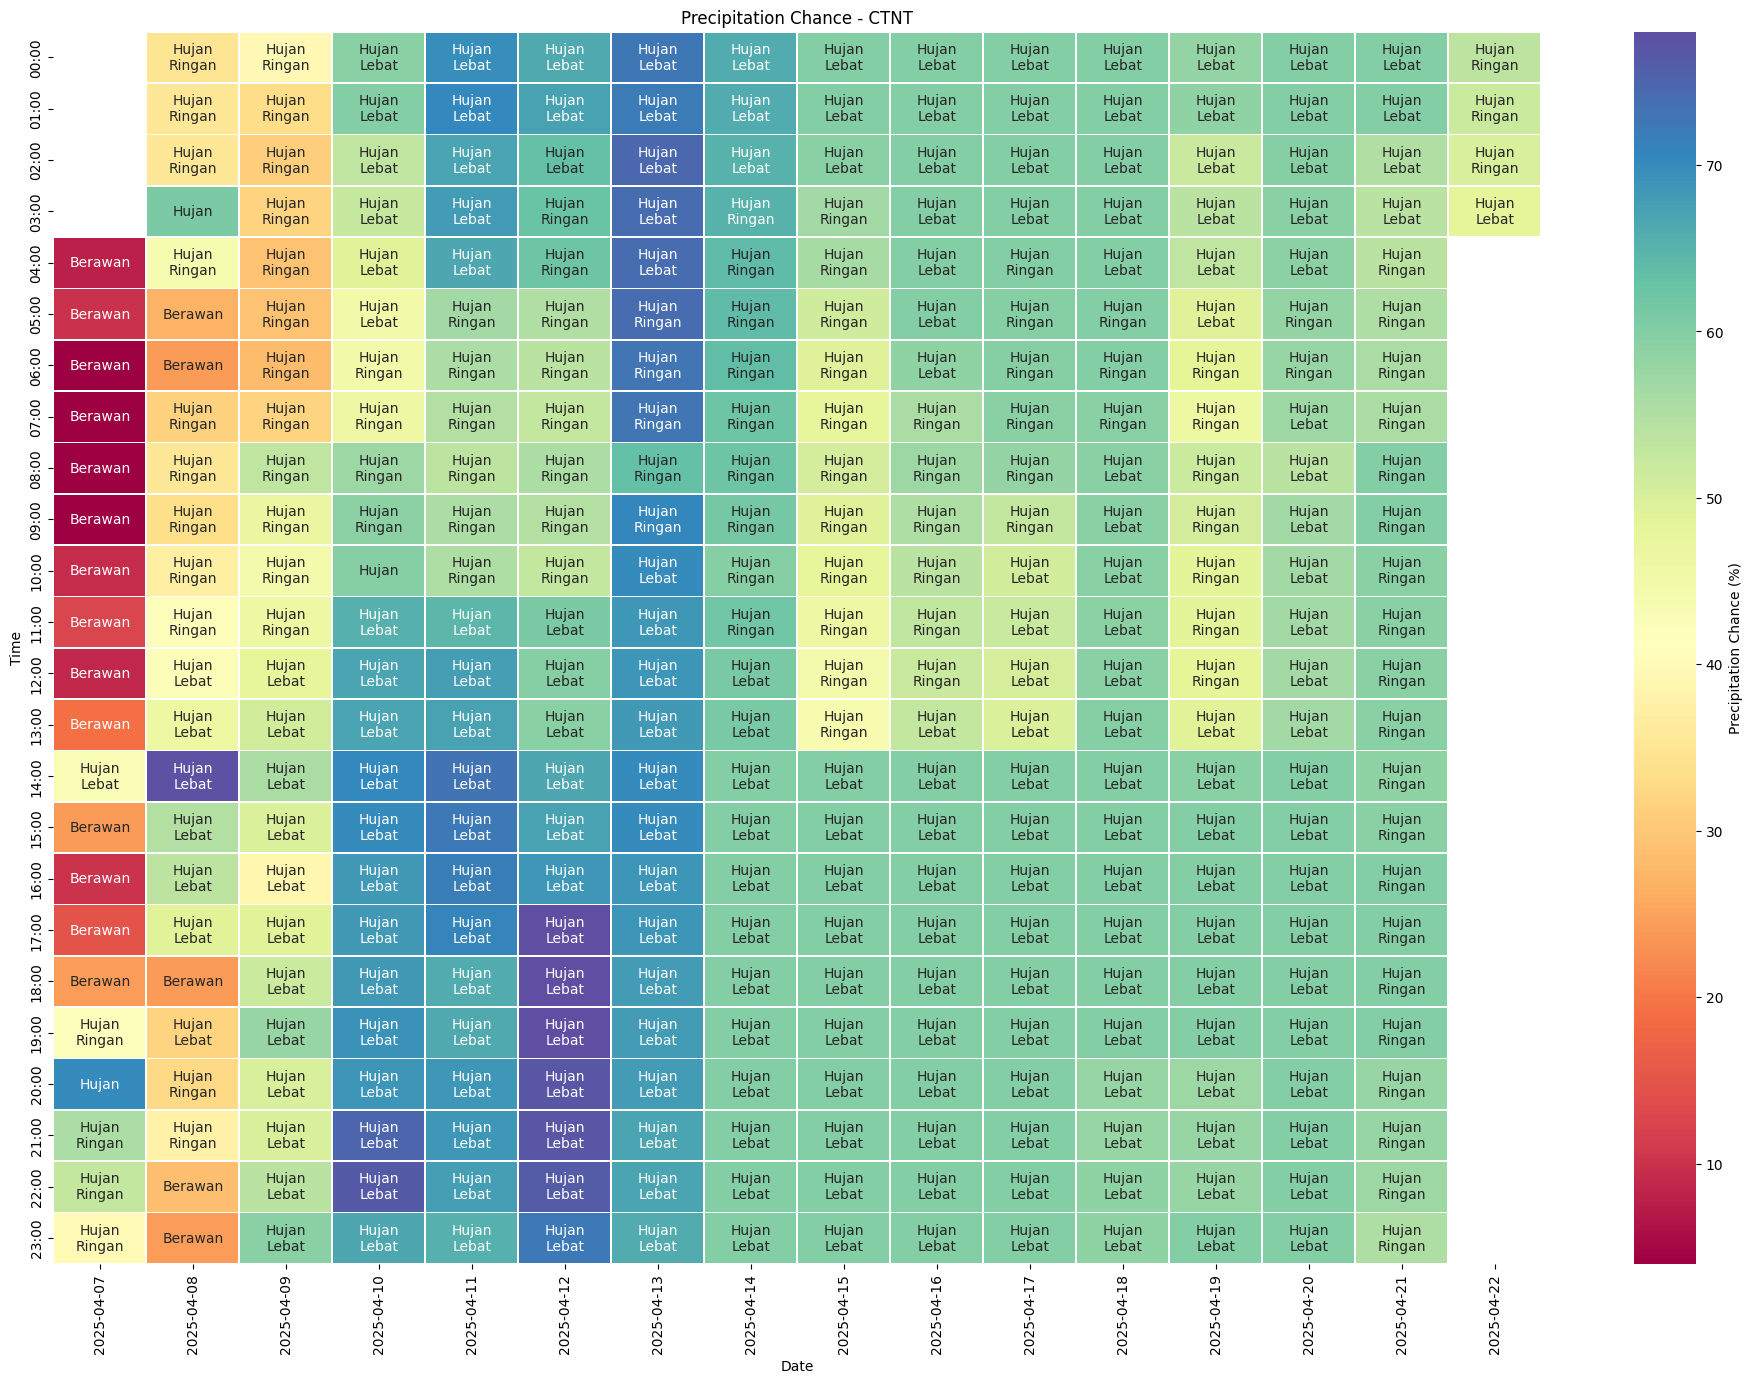 Precipitation Chance - CTNT
00:00 Hujan Ringan Hujan Ringan Hujan Lebat Hujan Lebat Hujan Lebat Hujan Lebat Hujan Lebat Hujan Lebat Hujan Lebat Hujan Lebat Hujan Lebat Hujan Lebat Hujan Lebat Hujan Lebat Hujan Ringan
01:00 Hujan Ringan Hujan Ringan Hujan Lebat Hujan Lebat Hujan Lebat Hujan Lebat Hujan Lebat Hujan Lebat Hujan Lebat Hujan Lebat Hujan Lebat Hujan Lebat Hujan Lebat Hujan Lebat Hujan Ringan
02:00 Hujan Ringan Hujan Ringan Hujan Lebat Hujan Lebat Hujan Lebat Hujan Lebat Hujan Lebat Hujan Lebat Hujan Lebat Hujan Lebat Hujan Lebat Hujan Lebat Hujan Lebat Hujan Lebat Hujan Ringan
03:00 Hujan Hujan Ringan Hujan Lebat Hujan Lebat Hujan Ringan Hujan Lebat Hujan Ringan Hujan Ringan Hujan Lebat Hujan Lebat Hujan Lebat Hujan Lebat Hujan Lebat Hujan Lebat Hujan Lebat
04:00 Berawan Hujan Ringan Hujan Ringan Hujan Lebat Hujan Lebat Hujan Ringan Hujan Lebat Hujan Ringan Hujan Ringan Hujan Lebat Hujan Ringan Hujan Lebat Hujan Lebat Hujan Lebat Hujan Ringan
05:00 Berawan Berawan Hujan Ringan Hujan Lebat Hujan Ringan Hujan Ringan Hujan Ringan Hujan Ringan Hujan Ringan Hujan Lebat Hujan Ringan Hujan Ringan Hujan Lebat Hujan Ringan Hujan Ringan
06:00 Berawan Berawan Hujan Ringan Hujan Ringan Hujan Ringan Hujan Ringan Hujan Ringan Hujan Ringan Hujan Ringan Hujan Lebat Hujan Ringan Hujan Ringan Hujan Ringan Hujan Ringan Hujan Ringan
07:00 Berawan Hujan Ringan Hujan Ringan Hujan Ringan Hujan Ringan Hujan Ringan Hujan Ringan Hujan Ringan Hujan Ringan Hujan Ringan Hujan Ringan Hujan Ringan Hujan Ringan Hujan Lebat Hujan Ringan
08:00 Berawan Hujan Ringan Hujan Ringan Hujan Ringan Hujan Ringan Hujan Ringan Hujan Ringan Hujan Ringan Hujan Ringan Hujan Ringan Hujan Ringan Hujan Lebat Hujan Ringan Hujan Lebat Hujan Ringan
09:00 Berawan Hujan Ringan Hujan Ringan Hujan Ringan Hujan Ringan Hujan Ringan Hujan Ringan Hujan Ringan Hujan Ringan Hujan Ringan Hujan Ringan Hujan Lebat Hujan Ringan Hujan Lebat Hujan Ringan
10:00 Berawan Hujan Ringan Hujan Ringan Hujan Hujan Ringan Hujan Ringan Hujan Lebat Hujan Ringan Hujan Ringan Hujan Ringan Hujan Lebat Hujan Lebat Hujan Ringan Hujan Lebat Hujan Ringan
11:00 Berawan Hujan Ringan Hujan Ringan Hujan Lebat Hujan Lebat Hujan Lebat Hujan Lebat Hujan Ringan Hujan Ringan Hujan Ringan Hujan Lebat Hujan Lebat Hujan Ringan Hujan Lebat Hujan Ringan
12:00 Berawan Hujan Lebat Hujan Lebat Hujan Lebat Hujan Lebat Hujan Lebat Hujan Lebat Hujan Lebat Hujan Ringan Hujan Ringan Hujan Lebat Hujan Lebat Hujan Ringan Hujan Lebat Hujan Ringan
13:00 Berawan Hujan Lebat Hujan Lebat Hujan Lebat Hujan Lebat Hujan Lebat Hujan Lebat Hujan Lebat Hujan Ringan Hujan Lebat Hujan Lebat Hujan Lebat Hujan Lebat Hujan Lebat Hujan Ringan
14:00 Hujan Lebat Hujan Lebat Hujan Lebat Hujan Lebat Hujan Lebat Hujan Lebat Hujan Lebat Hujan Lebat Hujan Lebat Hujan Lebat Hujan Lebat Hujan Lebat Hujan Lebat Hujan Lebat Hujan Ringan
15:00 Berawan Hujan Lebat Hujan Lebat Hujan Lebat Hujan Lebat Hujan Lebat Hujan Lebat Hujan Lebat Hujan Lebat Hujan Lebat Hujan Lebat Hujan Lebat Hujan Lebat Hujan Lebat Hujan Ringan
16:00 Berawan Hujan Lebat Hujan Lebat Hujan Lebat Hujan Lebat Hujan Lebat Hujan Lebat Hujan Lebat Hujan Lebat Hujan Lebat Hujan Lebat Hujan Lebat Hujan Lebat Hujan Lebat Hujan Ringan
17:00 Berawan Hujan Lebat Hujan Lebat Hujan Lebat Hujan Lebat Hujan Lebat Hujan Lebat Hujan Lebat Hujan Lebat Hujan Lebat Hujan Lebat Hujan Lebat Hujan Lebat Hujan Lebat Hujan Ringan
18:00 Berawan Berawan Hujan Lebat Hujan Lebat Hujan Lebat Hujan Lebat Hujan Lebat Hujan Lebat Hujan Lebat Hujan Lebat Hujan Lebat Hujan Lebat Hujan Lebat Hujan Lebat Hujan Ringan
19:00 Hujan Ringan Hujan Lebat Hujan Lebat Hujan Lebat Hujan Lebat Hujan Lebat Hujan Lebat Hujan Lebat Hujan Lebat Hujan Lebat Hujan Lebat Hujan Lebat Hujan Lebat Hujan Lebat Hujan Ringan
20:00 Hujan Hujan Ringan Hujan Lebat Hujan Lebat Hujan Lebat Hujan Lebat Hujan Lebat Hujan Lebat Hujan Lebat Hujan Lebat Hujan Lebat Hujan Lebat Hujan Lebat Hujan Lebat Hujan Ringan
21:00 Hujan Ringan Hujan Ringan Hujan Lebat Hujan Lebat Hujan Lebat Hujan Lebat Hujan Lebat Hujan Lebat Hujan Lebat Hujan Lebat Hujan Lebat Hujan Lebat Hujan Lebat Hujan Lebat Hujan Ringan
22:00 Hujan Ringan Berawan Hujan Lebat Hujan Lebat Hujan Lebat Hujan Lebat Hujan Lebat Hujan Lebat Hujan Lebat Hujan Lebat Hujan Lebat Hujan Lebat Hujan Lebat Hujan Lebat Hujan Ringan
23:00 Hujan Ringan Berawan Hujan Lebat Hujan Lebat Hujan Lebat Hujan Lebat Hujan Lebat Hujan Lebat Hujan Lebat Hujan Lebat Hujan Lebat Hujan Lebat Hujan Lebat Hujan Lebat Hujan Ringan
Time
2025-04-07 2025-04-08 2025-04-09 2025-04-10 2025-04-11 2025-04-12 2025-04-13 2025-04-14 2025-04-15 2025-04-16 2025-04-17 2025-04-18 2025-04-19 2025-04-20 2025-04-21 2025-04-22
Date
70
60
50
40
30
20
10
Precipitation Chance (%)